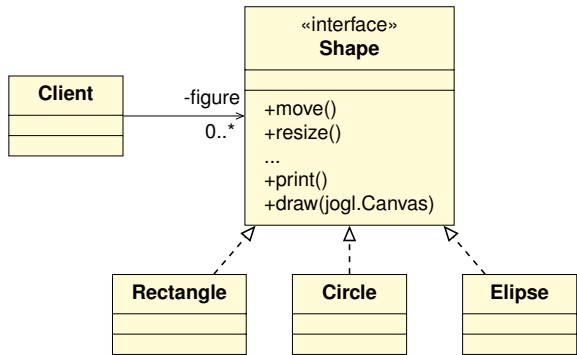 «interface»
Shape
Client
-figure
0..*
+move()
+resize()
...
+print()
+draw(jogl.Canvas)
Rectangle
Circle
Elipse